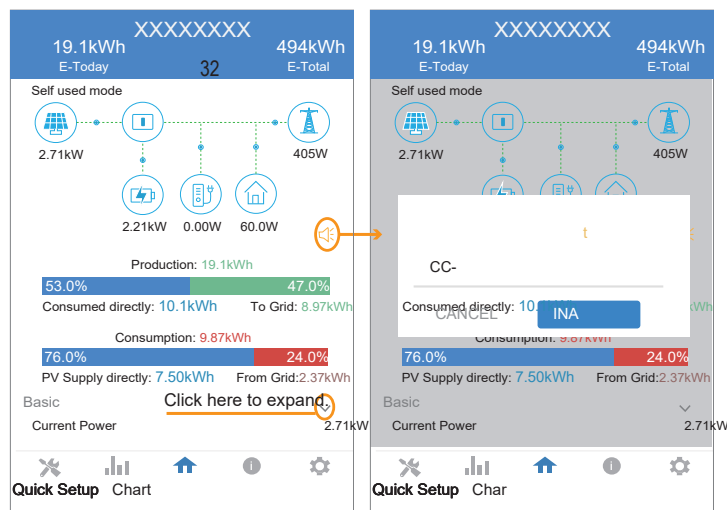 XXXXXXXX
19.1kWh 494kWh
E-Today 32 E-Total
Self used mode
2.71kW 405W
2.21kW 0.00W 60.0W
Production: 19.1kWh
53.0% 47.0%
Consumed directly: 10.1kWh To Grid: 8.97kWh
Consumption: 9.87kWh
76.0% 24.0%
PV Supply directly: 7.50kWh From Grid:2.37kWh
Basic Click here to expand.
Current Power 2.71kW
Quick Setup Chart
XXXXXXXX
19.1kWh 494kWh
E-Today E-Total
Self used mode
2.71kW 405W
t
CC-
Consumed directly: 10. kWh
CANCEL INA
Consumption: 9.87kWh
76.0% 24.0%
PV Supply directly: 7.50kWh From Grid:2.37kWh
Basic
Current Power 2.71kW
Quick Setup Char